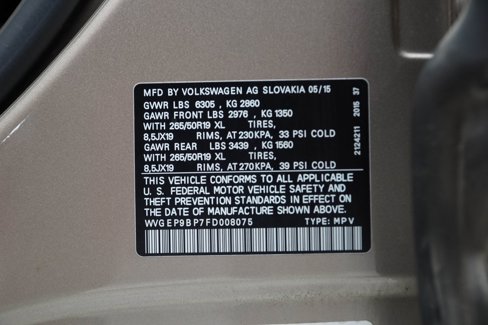 MFD BY VOLKSWAGEN AG SLOVAKIA 05/15
GVWR LBS 6305 , KG 2860
GAWR FRONT LBS 2976 , KG 1350
WITH 265/50R19 XL TIRES,
8,5JX19 RIMS, AT 230KPA, 33 PSI COLD
GAWR REAR LBS 3439 , KG 1560
WITH 265/50R19 XL TIRES,
8,5JX19 RIMS, AT 270KPA, 39 PSI COLD
THIS VEHICLE CONFORMS TO ALL APPLICABLE
U. S. FEDERAL MOTOR VEHICLE SAFETY AND
THEFT PREVENTION STANDARDS IN EFFECT ON THE
DATE OF MANUFACTURE SHOWN ABOVE.
WVGEP9BP7FD008075 TYPE: MPV
2124211 2015 37